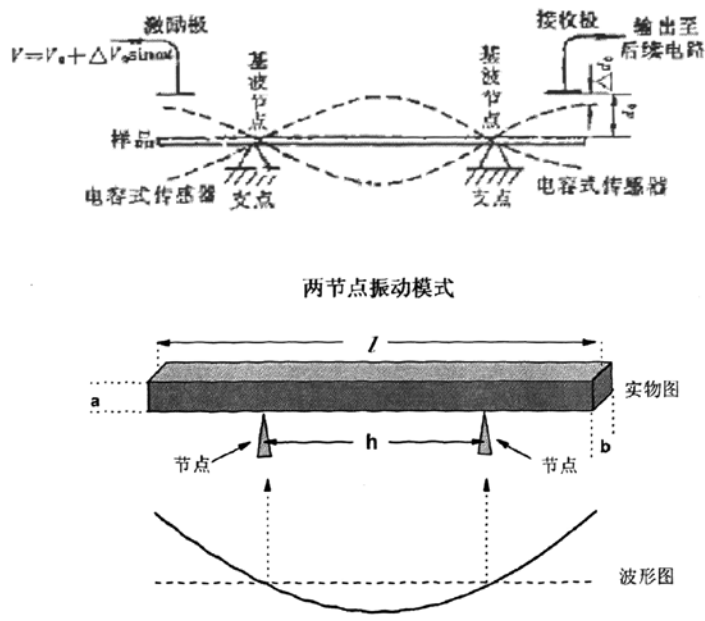 激励极
V=V₀+△V₀sinωt
基波节点
基波节点
接收极
输出至
后续电路
△d₀
d₀
样品
电容式传感器
支点
支点
电容式传感器
两节点振动模式
l
a
实物图
b
节点
h
节点
波形图